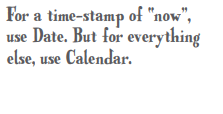 For a time-stamp of "now",
use Date. But for everything
else, use Calendar.